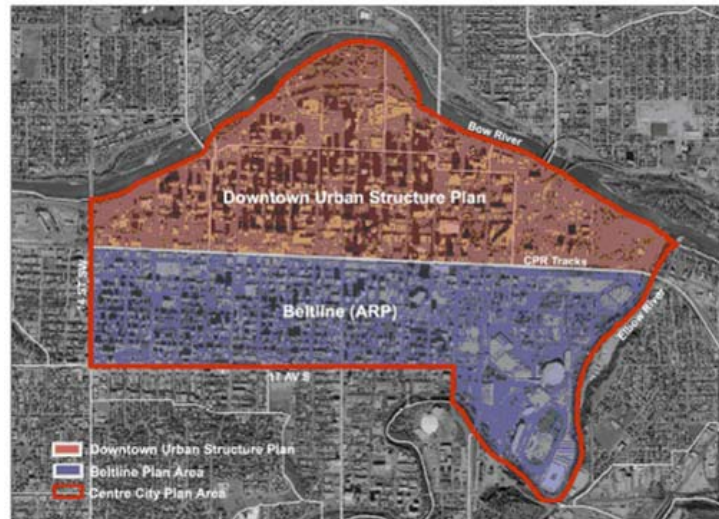 Bow River
Downtown Urban Structure Plan
CPR Tracks
14 ST SW
Beltline (ARP)
Elbow River
17 AV S
Downtown Urban Structure Plan
Beltline Plan Area
Centre City Plan Area